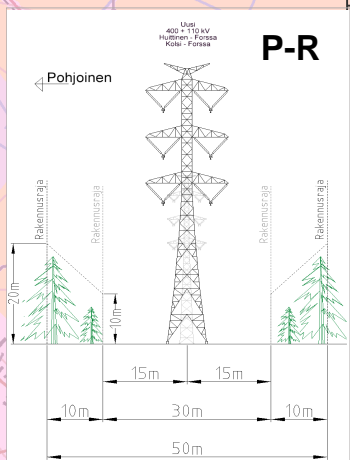 Uusi
400 + 110 kV
Huittinen - Forssa
Kolsi - Forssa
P-R
Pohjoinen
Rakennusraja
Rakennusraja
Rakennusraja
Rakennusraja
20m
10m
15m
15m
10m
30m
10m
50m